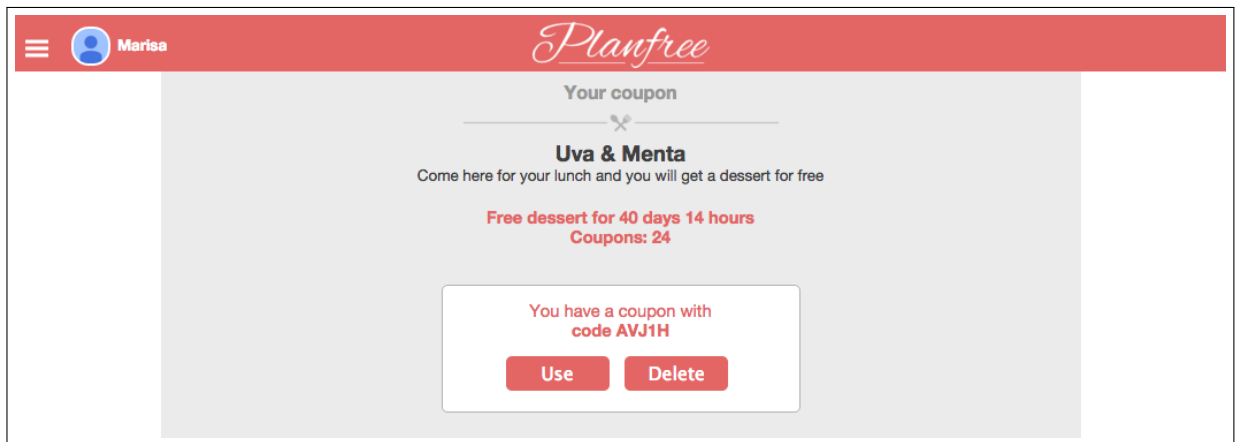 Marisa
Planfree
Your coupon
Uva & Menta
Come here for your lunch and you will get a dessert for free
Free dessert for 40 days 14 hours
Coupons: 24
You have a coupon with
code AVJ1H
Use Delete